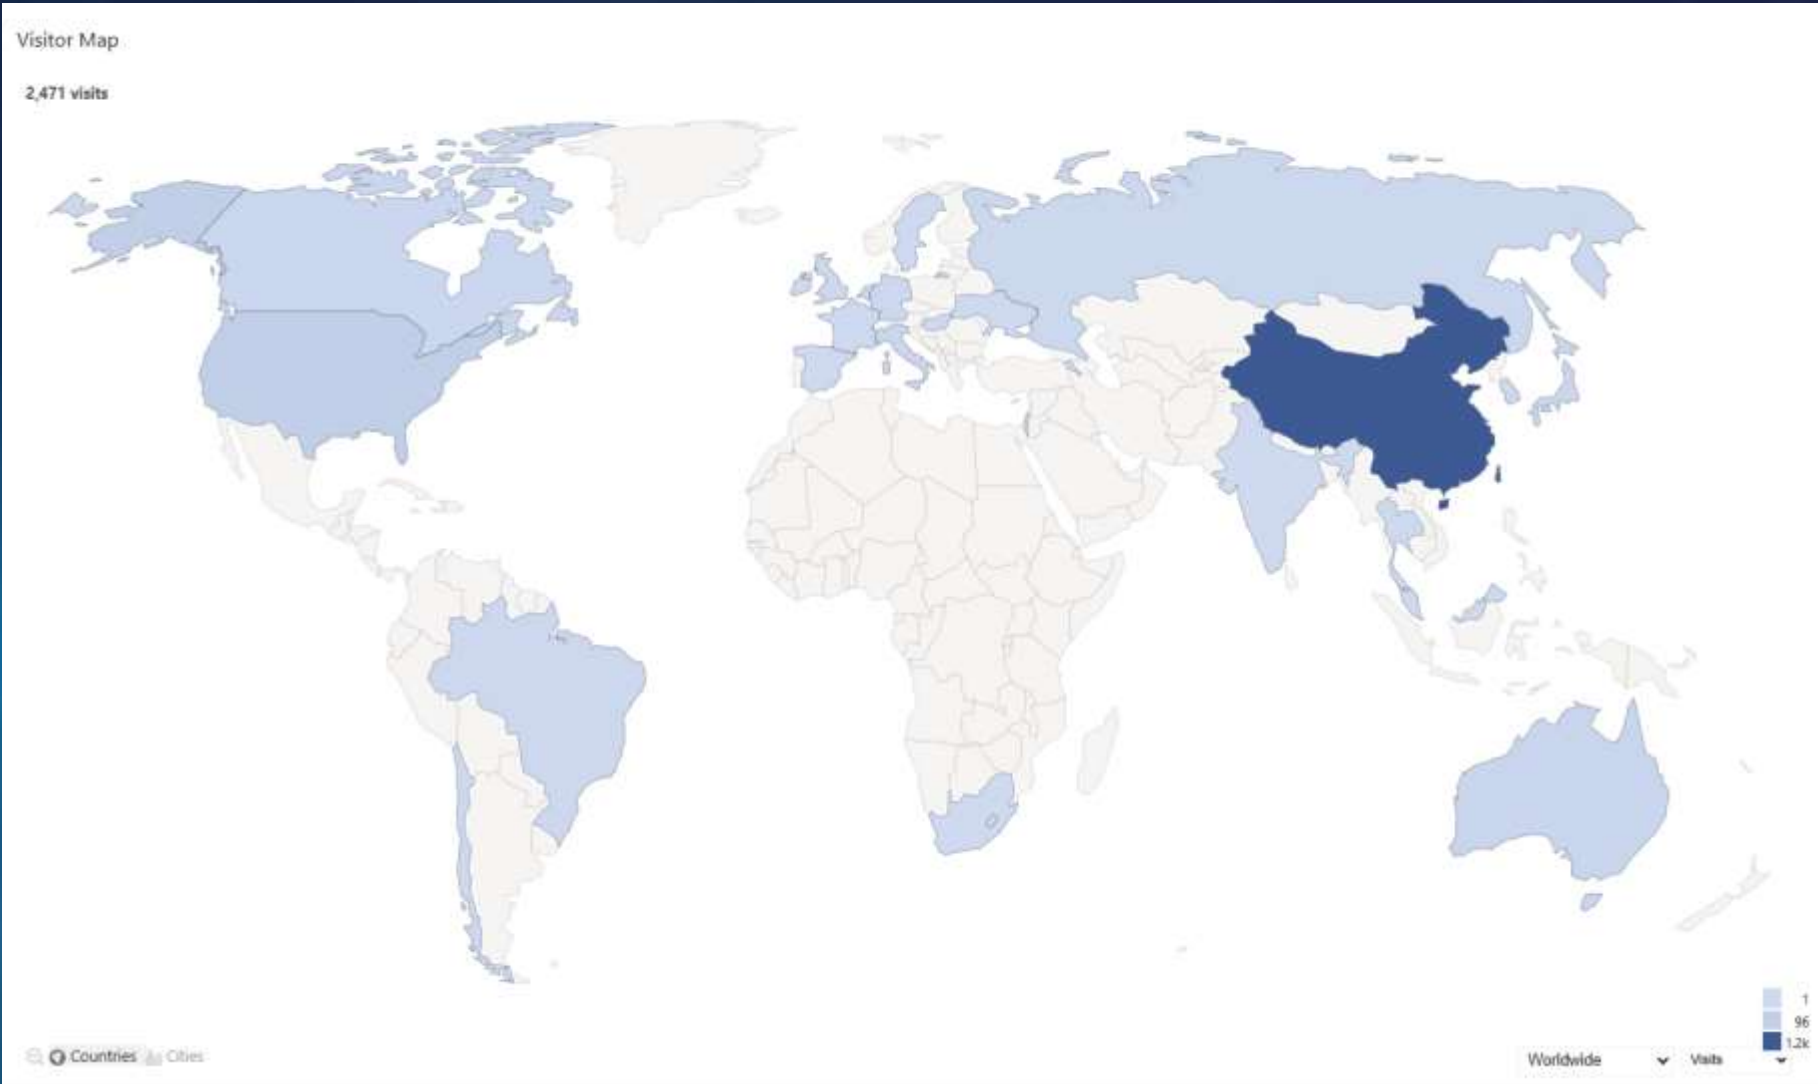 Visitor Map
2,471 visits
1
96
1.2k
Countries Cities
Worldwide Visits